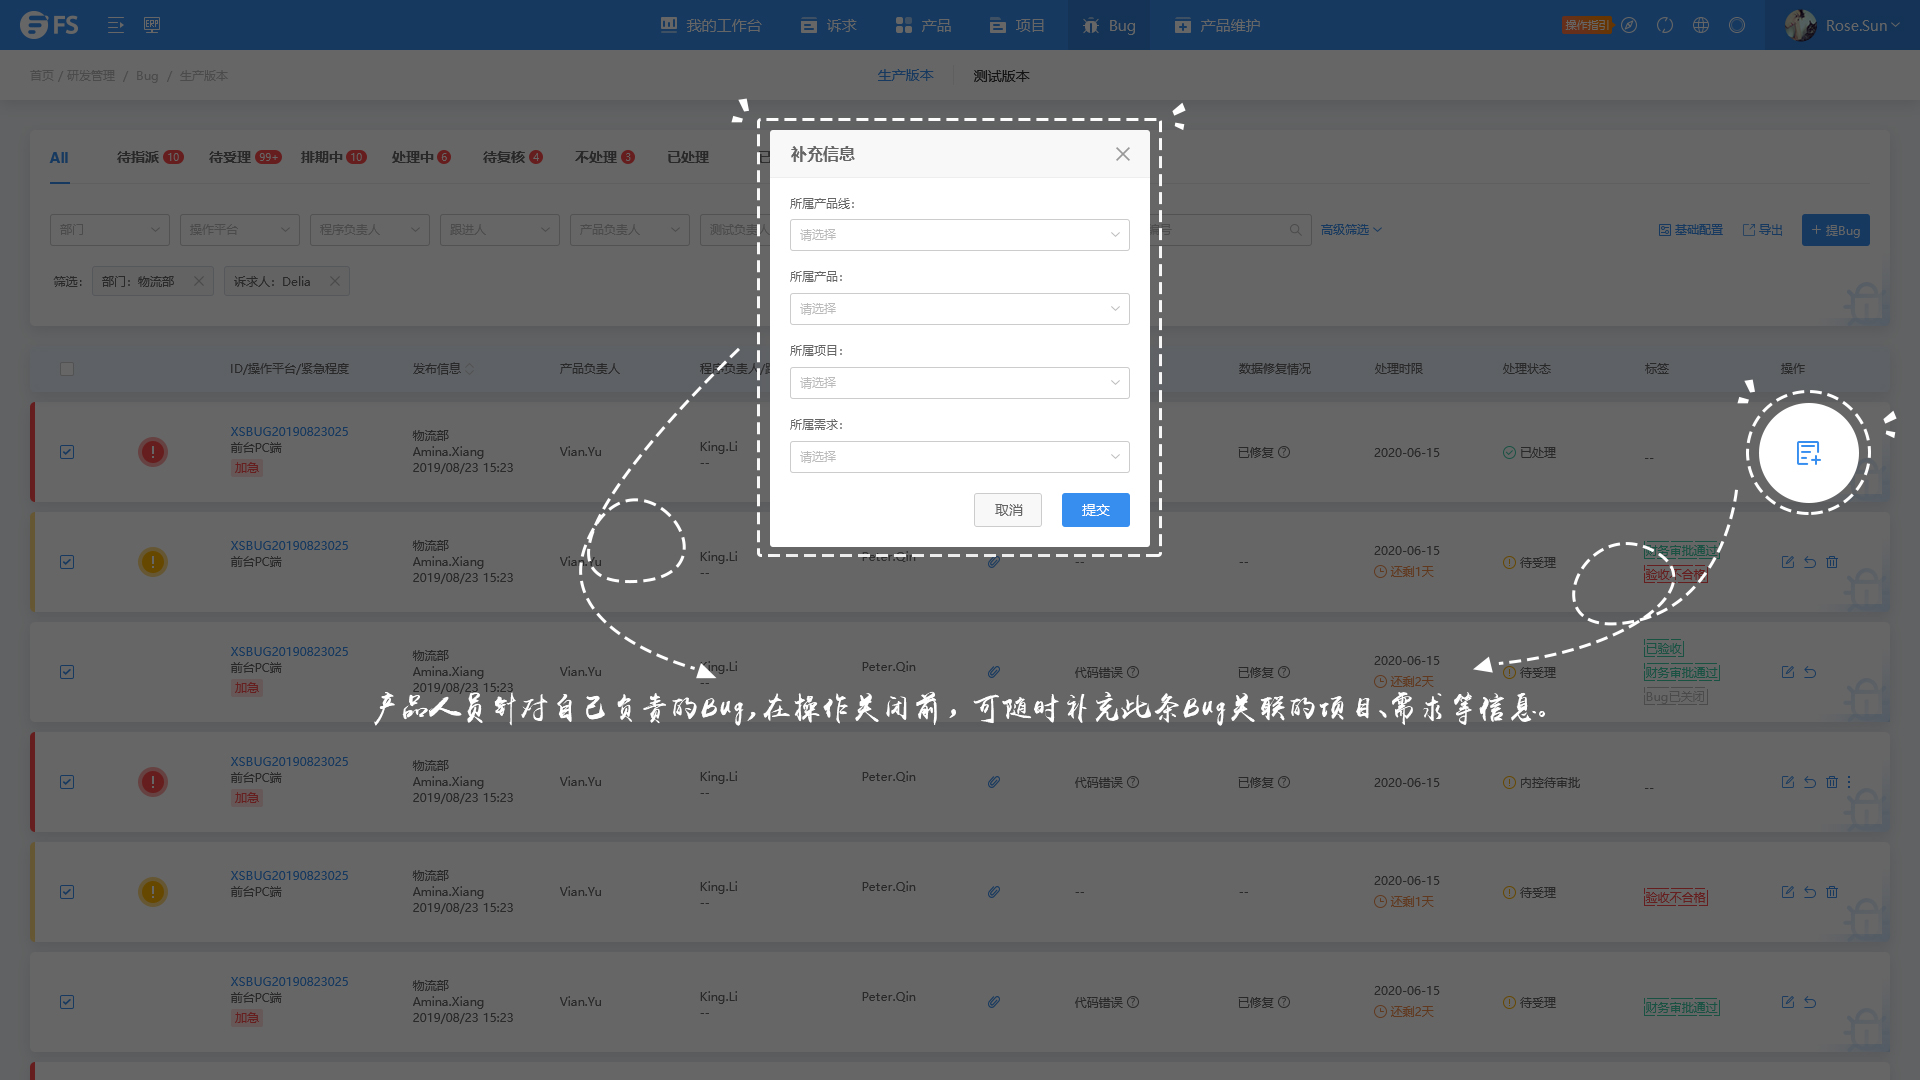 FS
ERP
我的工作台
诉求
产品
项目
Bug
产品维护
操作指引
Rose.Sun
首页 / 研发管理 / Bug / 生产版本
生产版本
测试版本
All
待指派 10
待受理 99+
排期中 10
处理中 6
待复核 4
不处理 3
已处理
部门
操作平台
程序负责人
跟进人
产品负责人
测试负责人
高级筛选
基础配置
导出
+ 提Bug
筛选:
部门: 物流部
诉求人: Delia
补充信息
所属产品线:
请选择
所属产品:
请选择
所属项目:
请选择
所属需求:
请选择
取消
提交
ID/操作平台/紧急程度
发布信息
产品负责人
程序负责人/
数据修复情况
处理时限
处理状态
标签
操作
XSBUG20190823025
前台PC端
加急
物流部
Amina.Xiang
2019/08/23 15:23
Vian.Yu
King.Li
--
已修复
2020-06-15
已处理
--
XSBUG20190823025
前台PC端
物流部
Amina.Xiang
2019/08/23 15:23
Vian.Yu
King.Li
--
Peter.Qin
--
--
2020-06-15
还剩1天
待受理
财务审批通过
验收不合格
XSBUG20190823025
前台PC端
加急
物流部
Amina.Xiang
2019/08/23 15:23
Vian.Yu
King.Li
--
Peter.Qin
代码错误
已修复
2020-06-15
还剩2天
待受理
已验收
财务审批通过
Bug已关闭
产品人员针对自己负责的Bug,在操作关闭前，可随时补充此条Bug关联的项目、需求等信息。
XSBUG20190823025
前台PC端
加急
物流部
Amina.Xiang
2019/08/23 15:23
Vian.Yu
King.Li
--
Peter.Qin
代码错误
已修复
2020-06-15
内控待审批
--
XSBUG20190823025
前台PC端
物流部
Amina.Xiang
2019/08/23 15:23
Vian.Yu
King.Li
--
Peter.Qin
--
--
2020-06-15
还剩1天
待受理
验收不合格
XSBUG20190823025
前台PC端
加急
物流部
Amina.Xiang
2019/08/23 15:23
Vian.Yu
King.Li
--
Peter.Qin
代码错误
已修复
2020-06-15
还剩2天
待受理
财务审批通过